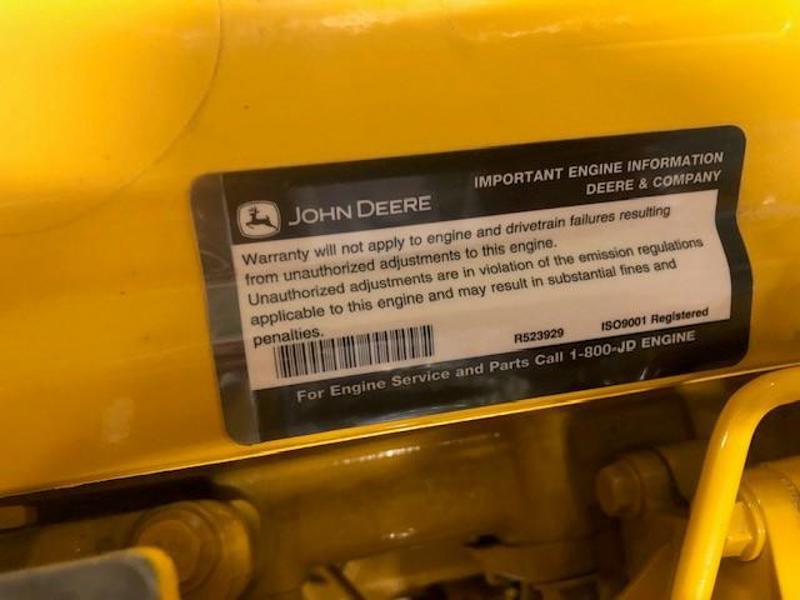 JOHN DEERE
IMPORTANT ENGINE INFORMATION
DEERE & COMPANY
Warranty will not apply to engine and drivetrain failures resulting
from unauthorized adjustments to this engine.
Unauthorized adjustments are in violation of the emission regulations
applicable to this engine and may result in substantial fines and
penalties.
R523929
ISO9001 Registered
For Engine Service and Parts Call 1-800-JD ENGINE